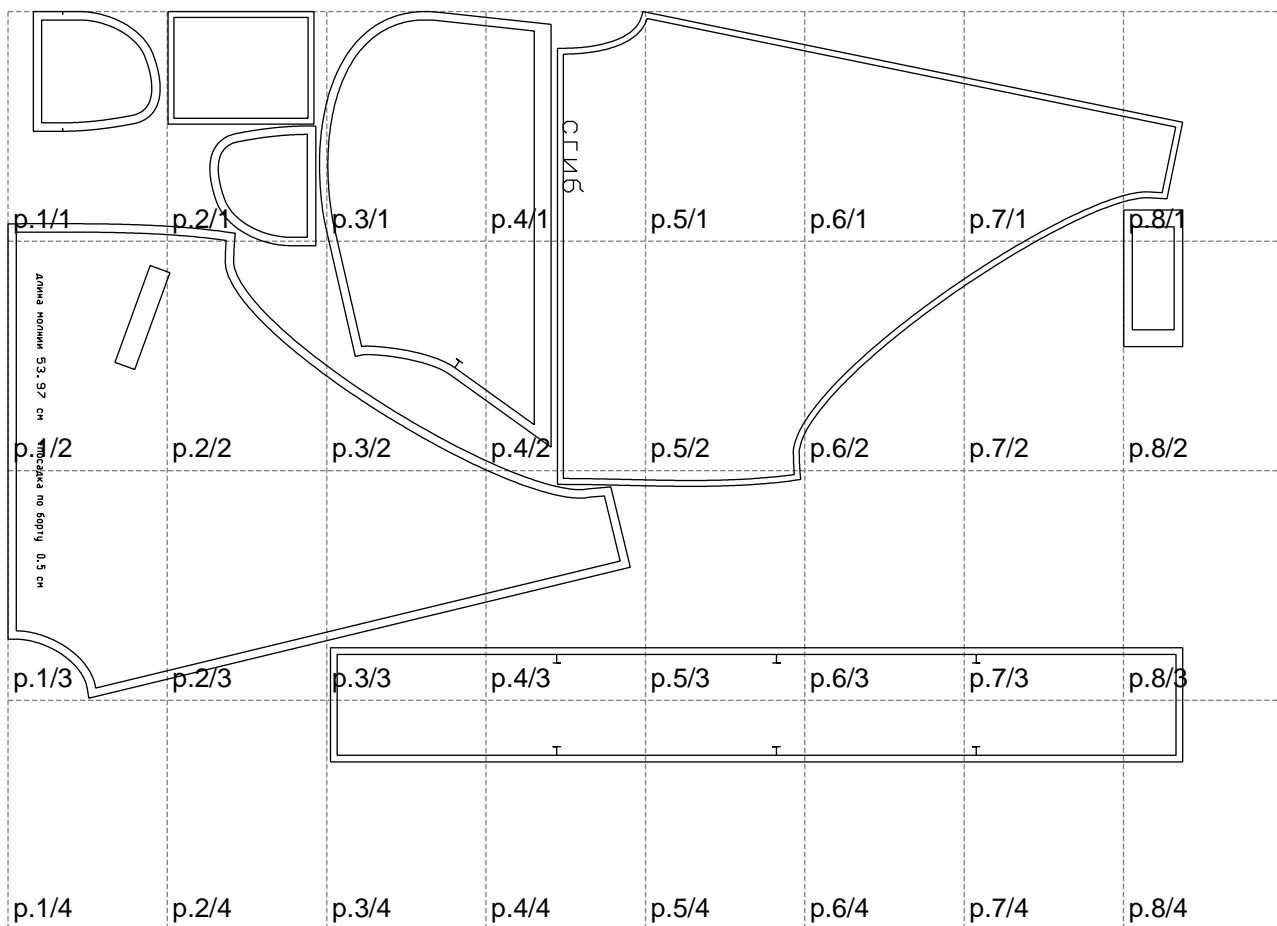 СГИБ
p.1/1 p.2/1 p.3/1 p.4/1 p.5/1 p.6/1 p.7/1 p.8/1
длина молнии 53.97 см посадка по борту 0.5 см
p.1/2 p.2/2 p.3/2 p.4/2 p.5/2 p.6/2 p.7/2 p.8/2
p.1/3 p.2/3 p.3/3 p.4/3 p.5/3 p.6/3 p.7/3 p.8/3
p.1/4 p.2/4 p.3/4 p.4/4 p.5/4 p.6/4 p.7/4 p.8/4